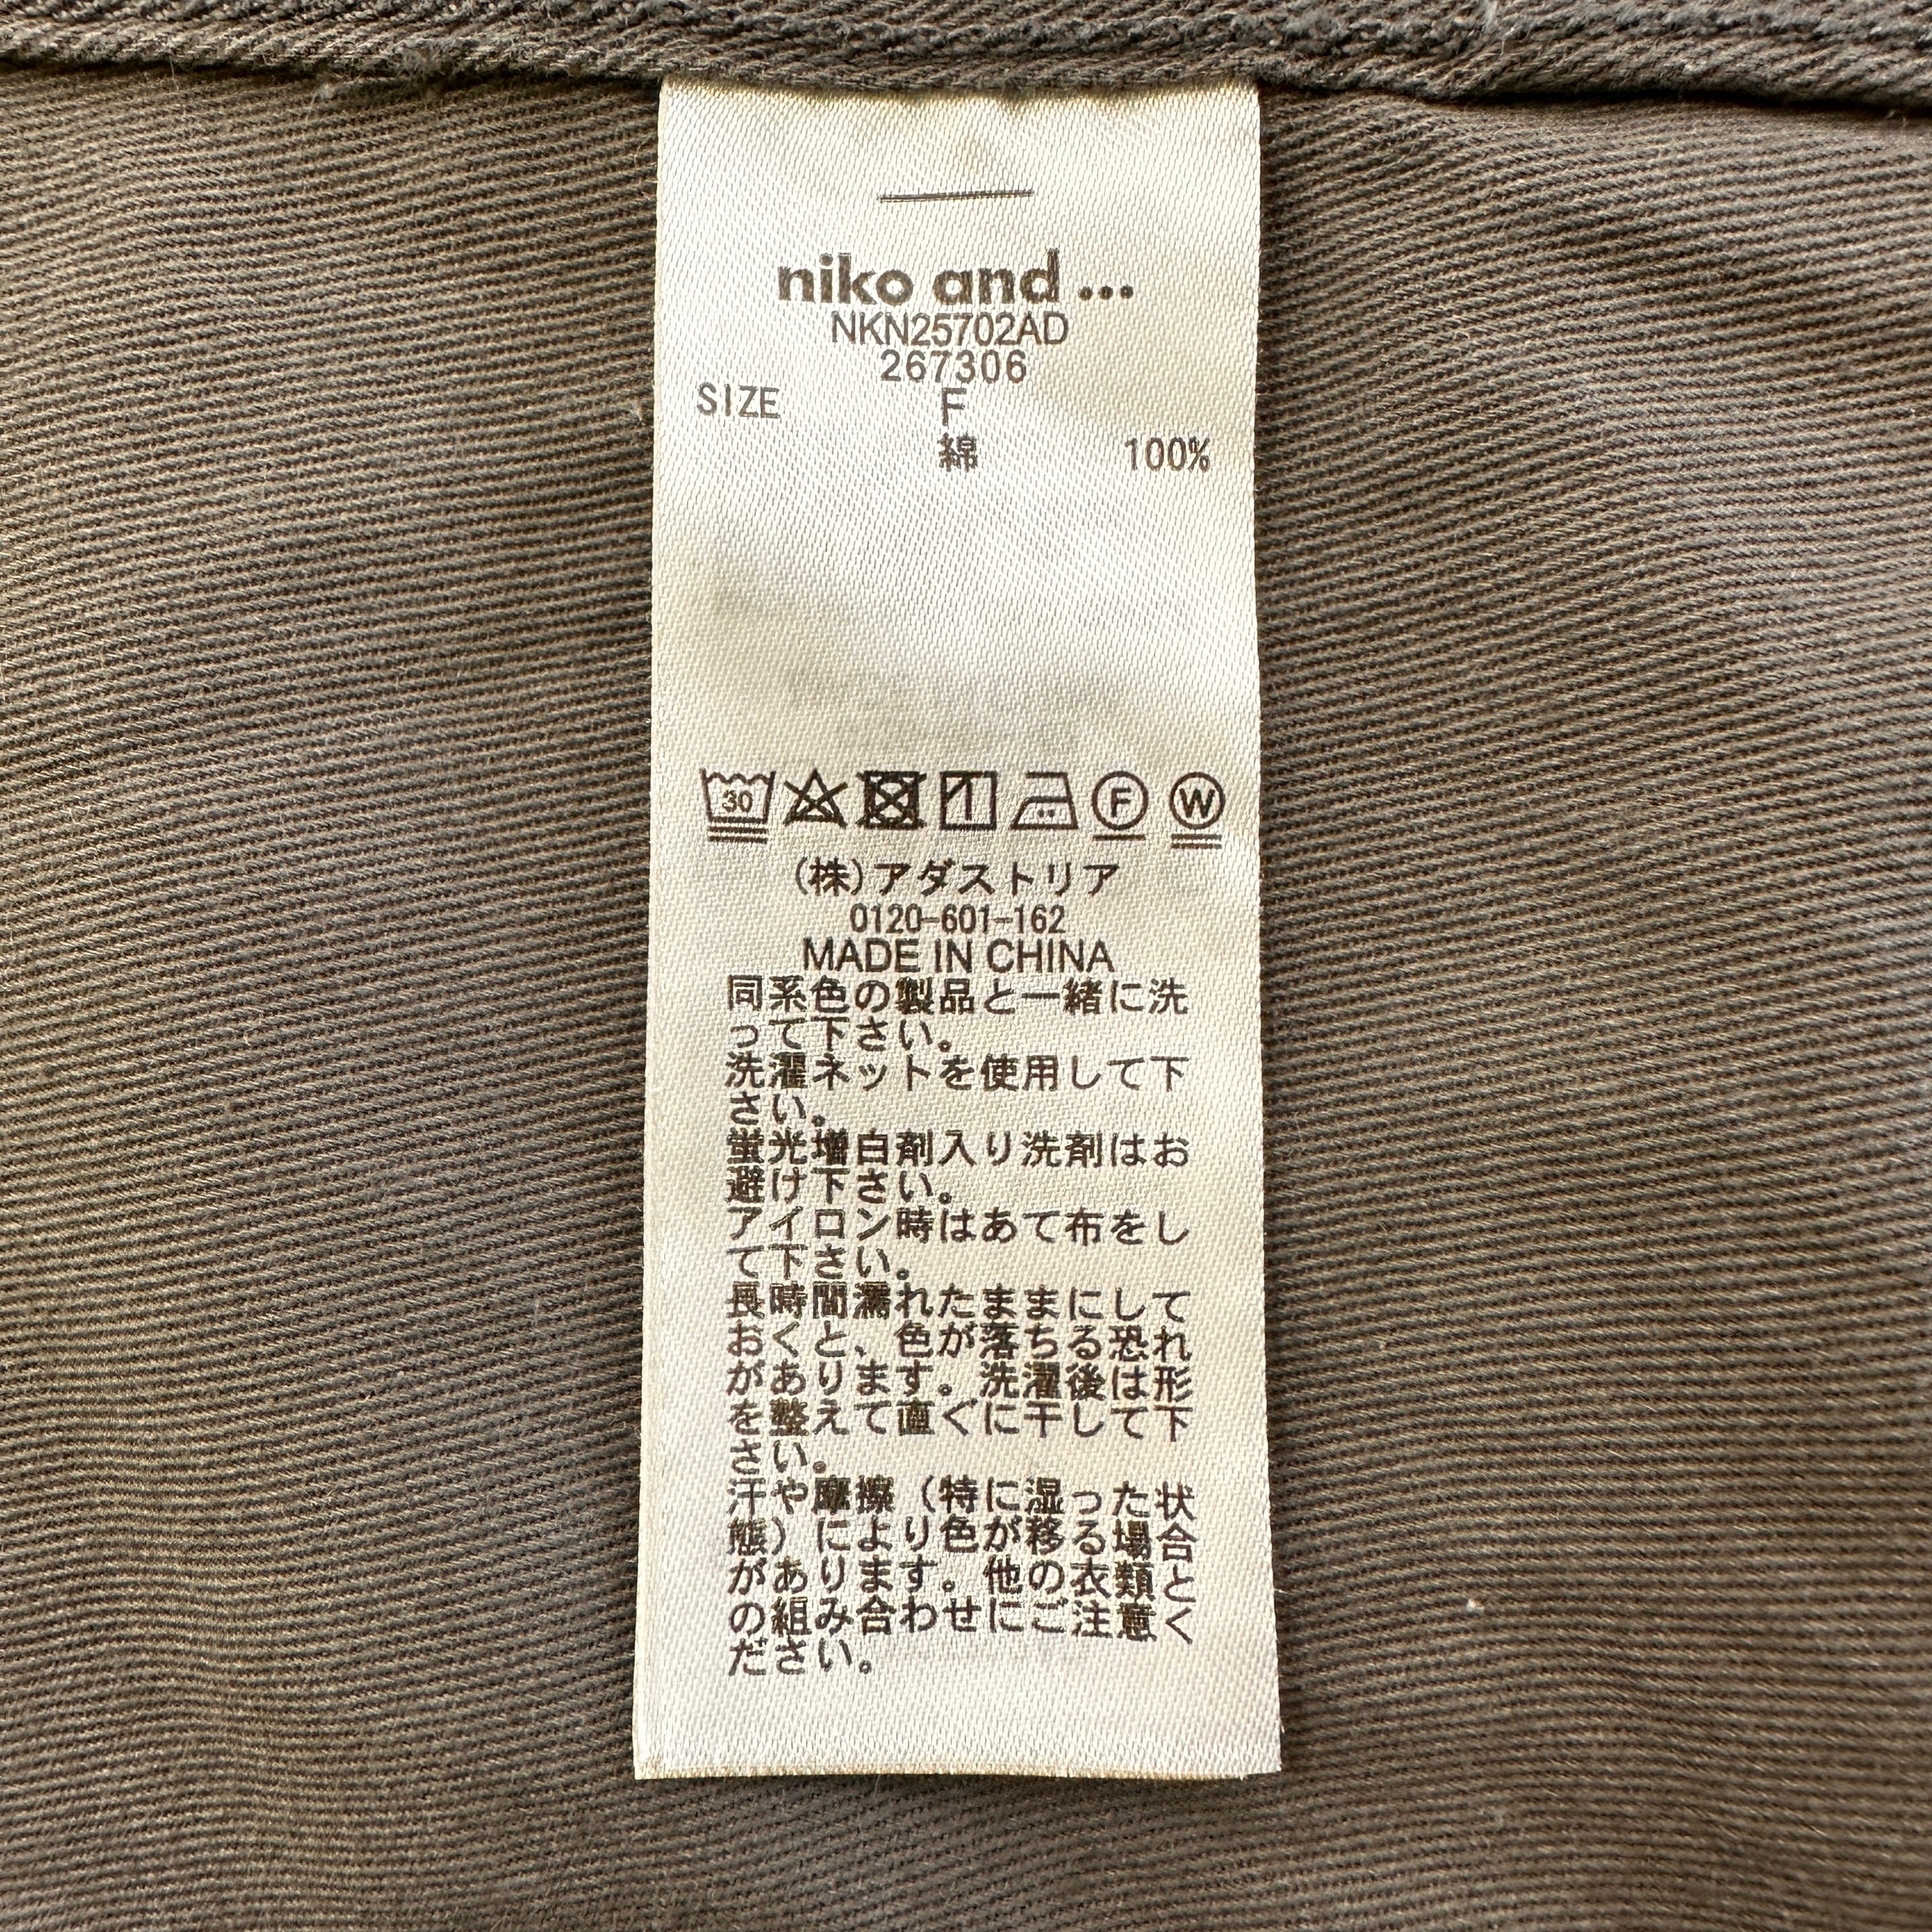 niko and ...
NKN25702AD
267306
SIZE F
綿 100%
30 F W
(株)アダストリア
0120-601-162
MADE IN CHINA
同系色の製品と一緒に洗
って下さい。
洗濯ネットを使用して下
さい。
蛍光増白剤入り洗剤はお
避け下さい。
アイロン時はあて布をし
て下さい。
長時間濡れたままにして
おくと、色が落ちる恐れ
があります。洗濯後は形
を整えて直ぐに干して下
さい。
汗や摩擦(特に湿った状
態)により色が移る場合
があります。他の衣類と
の組み合わせにご注意く
ださい。